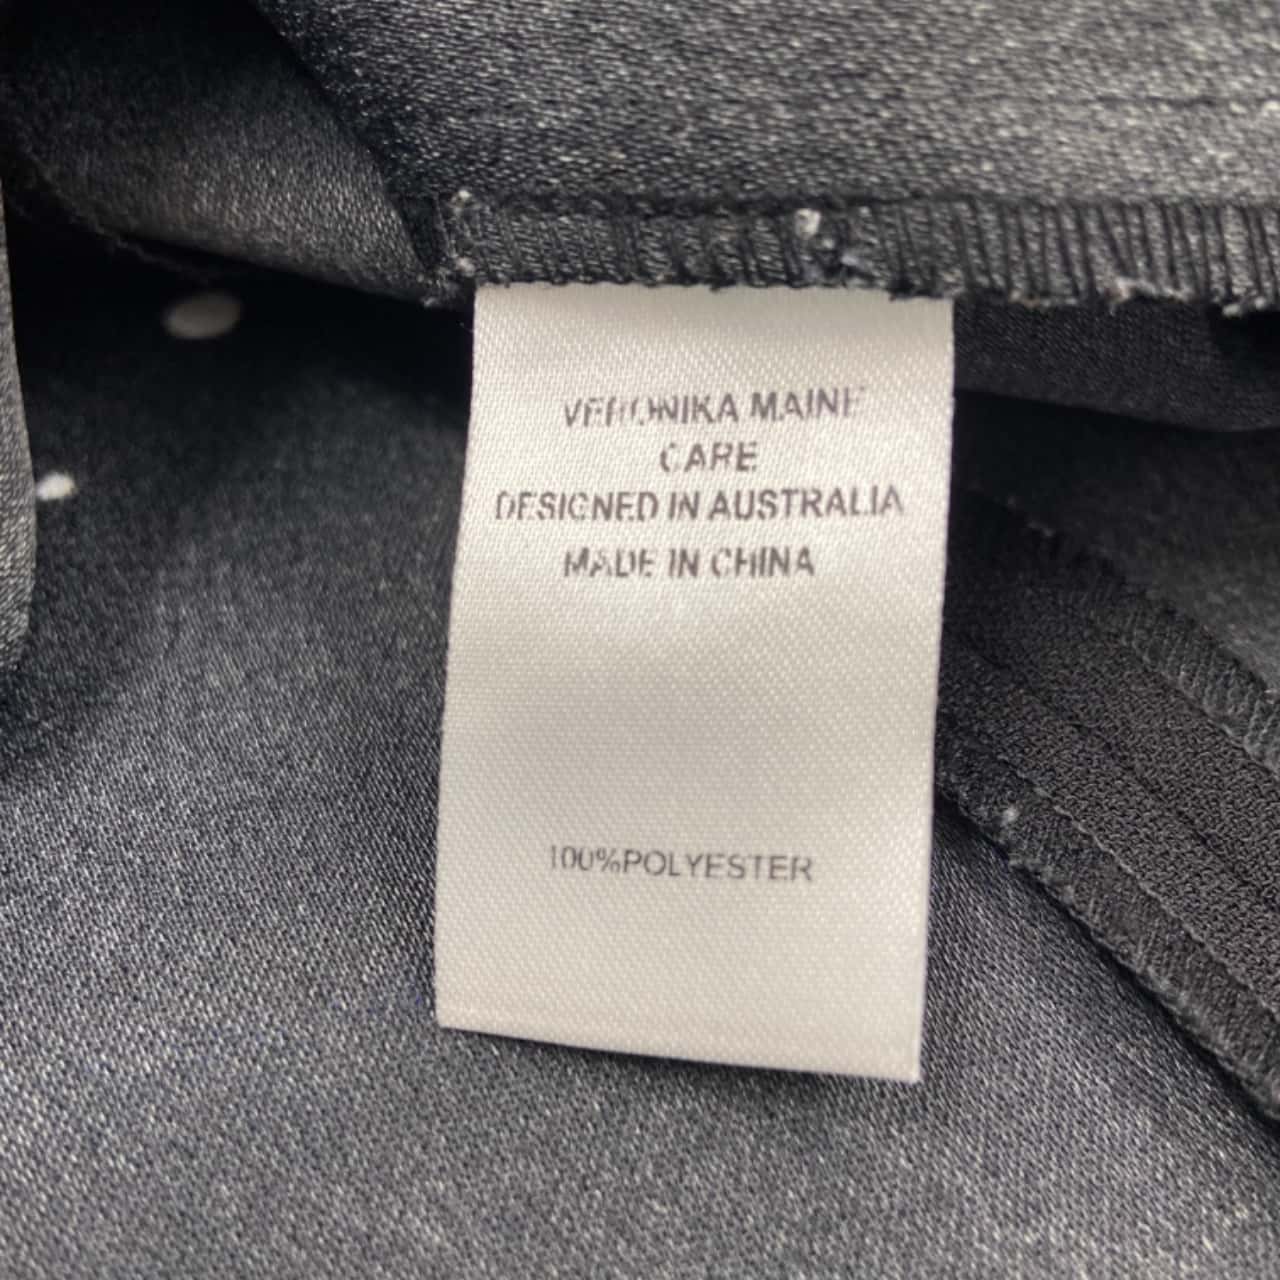 VERONIKA MAINE
CARE
DESIGNED IN AUSTRALIA
MADE IN CHINA
100%POLYESTER